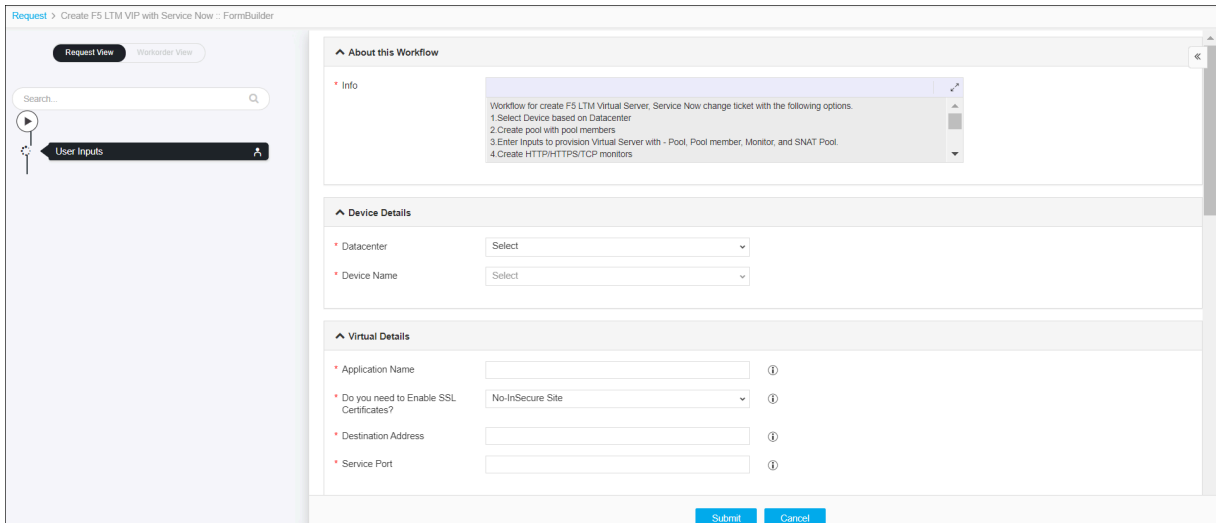 Request > Create F5 LTM VIP with Service Now :: FormBuilder
Request View
Workorder View
Search...
User Inputs
About this Workflow
* Info
Workflow for create F5 LTM Virtual Server, Service Now change ticket with the following options.
1.Select Device based on Datacenter
2.Create pool with pool members
3.Enter Inputs to provision Virtual Server with - Pool, Pool member, Monitor, and SNAT Pool.
4.Create HTTP/HTTPS/TCP monitors
Device Details
* Datacenter Select
* Device Name Select
Virtual Details
* Application Name
* Do you need to Enable SSL No-InSecure Site
Certificates?
* Destination Address
* Service Port
Submit Cancel